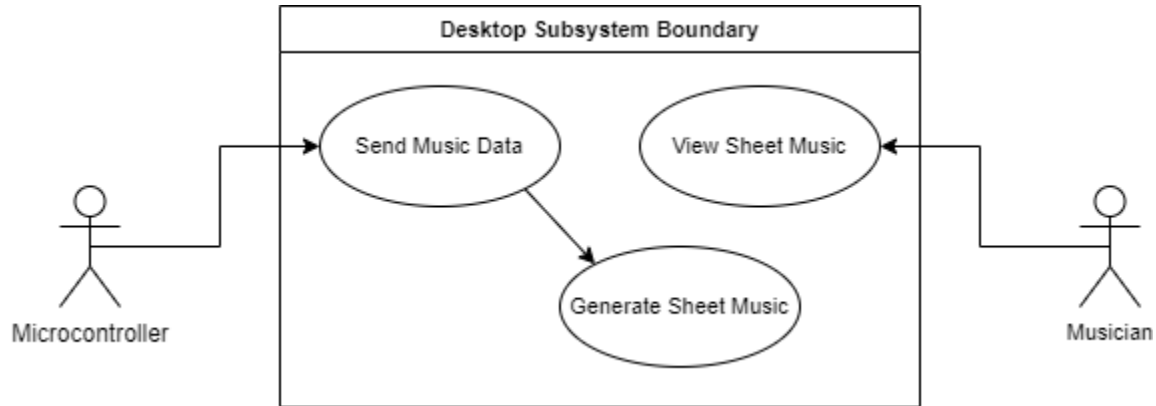 Desktop Subsystem Boundary
Send Music Data
View Sheet Music
Generate Sheet Music
Microcontroller
Musician